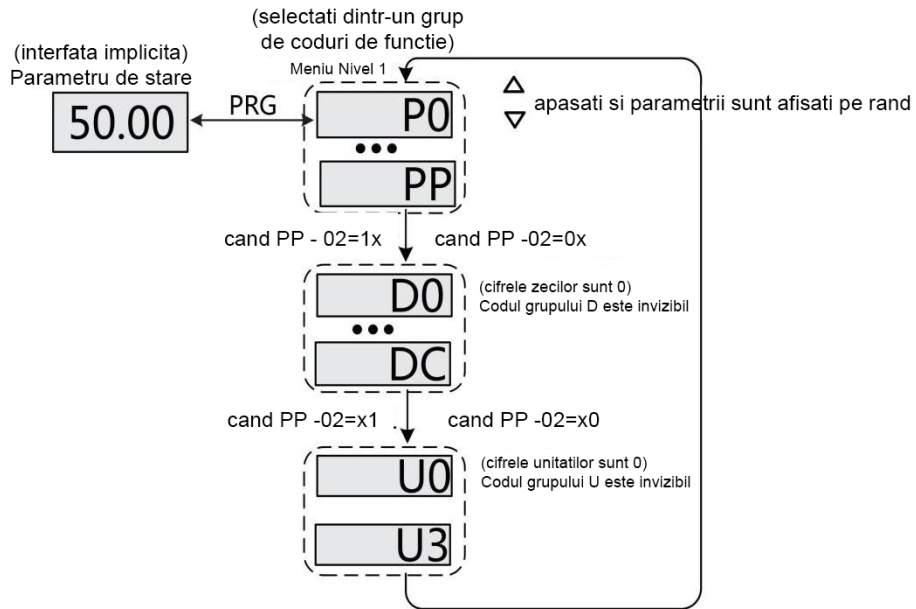 (interfata implicita)
Parametru de stare
50.00
PRG
(selectati dintr-un grup
de coduri de functie)
Meniu Nivel 1
P0
PP
apasati si parametrii sunt afisati pe rand
cand PP - 02=1x
cand PP -02=0x
D0
DC
(cifrele zecilor sunt 0)
Codul grupului D este invizibil
cand PP -02=x1
cand PP -02=x0
U0
U3
(cifrele unitatilor sunt 0)
Codul grupului U este invizibil